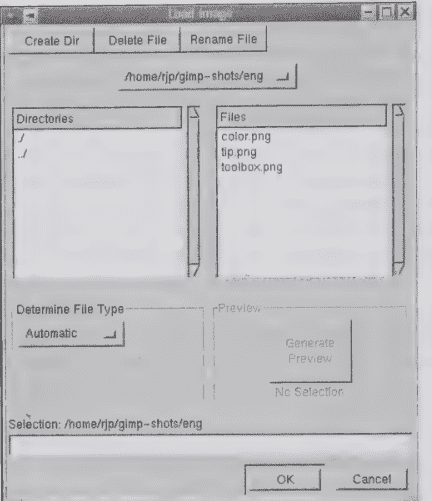 Load Image
Create Dir Delete File Rename File
/home/rjp/gimp-shots/eng
Directories Files
./ color.png
../ tip.png
toolbox.png
Determine File Type Preview
Automatic
Generate
Preview
No Selection
Selection: /home/rjp/gimp-shots/eng
OK Cancel